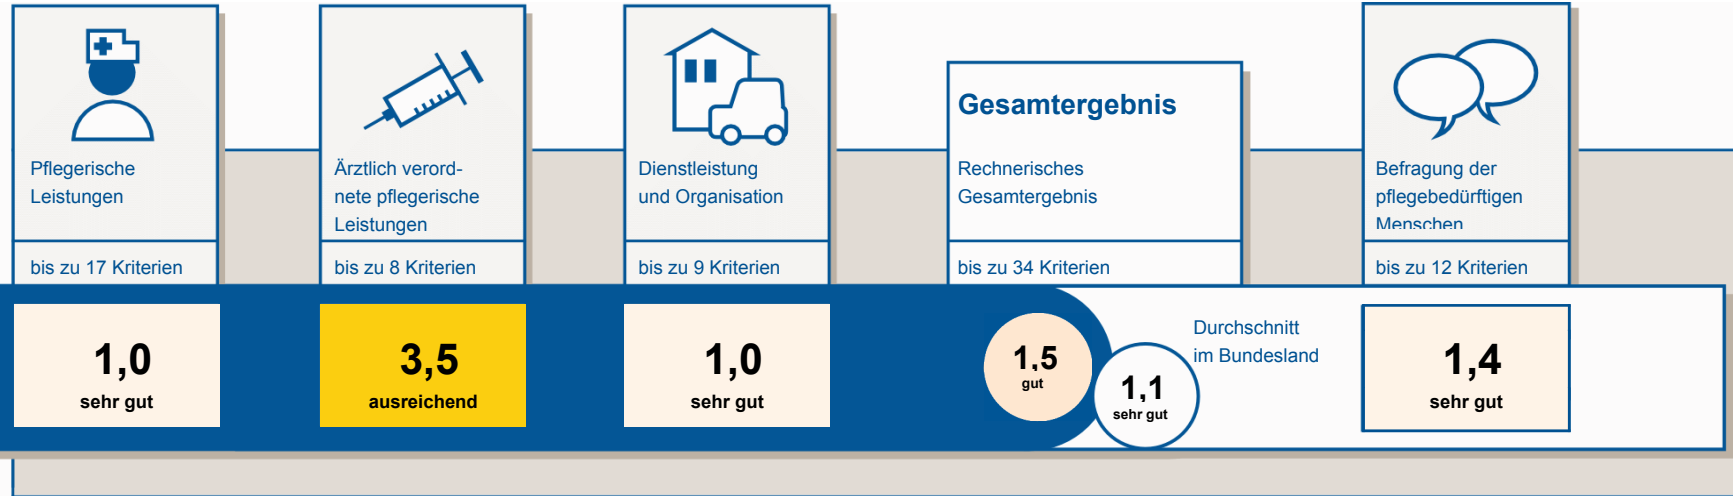 Pflegerische
Leistungen
bis zu 17 Kriterien
1,0
sehr gut
Ärztlich verord-
nete pflegerische
Leistungen
bis zu 8 Kriterien
3,5
ausreichend
Dienstleistung
und Organisation
bis zu 9 Kriterien
1,0
sehr gut
Gesamtergebnis
Rechnerisches
Gesamtergebnis
bis zu 34 Kriterien
1,5
gut
1,1
sehr gut
Durchschnitt
im Bundesland
Befragung der
pflegebedürftigen
Menschen
bis zu 12 Kriterien
1,4
sehr gut